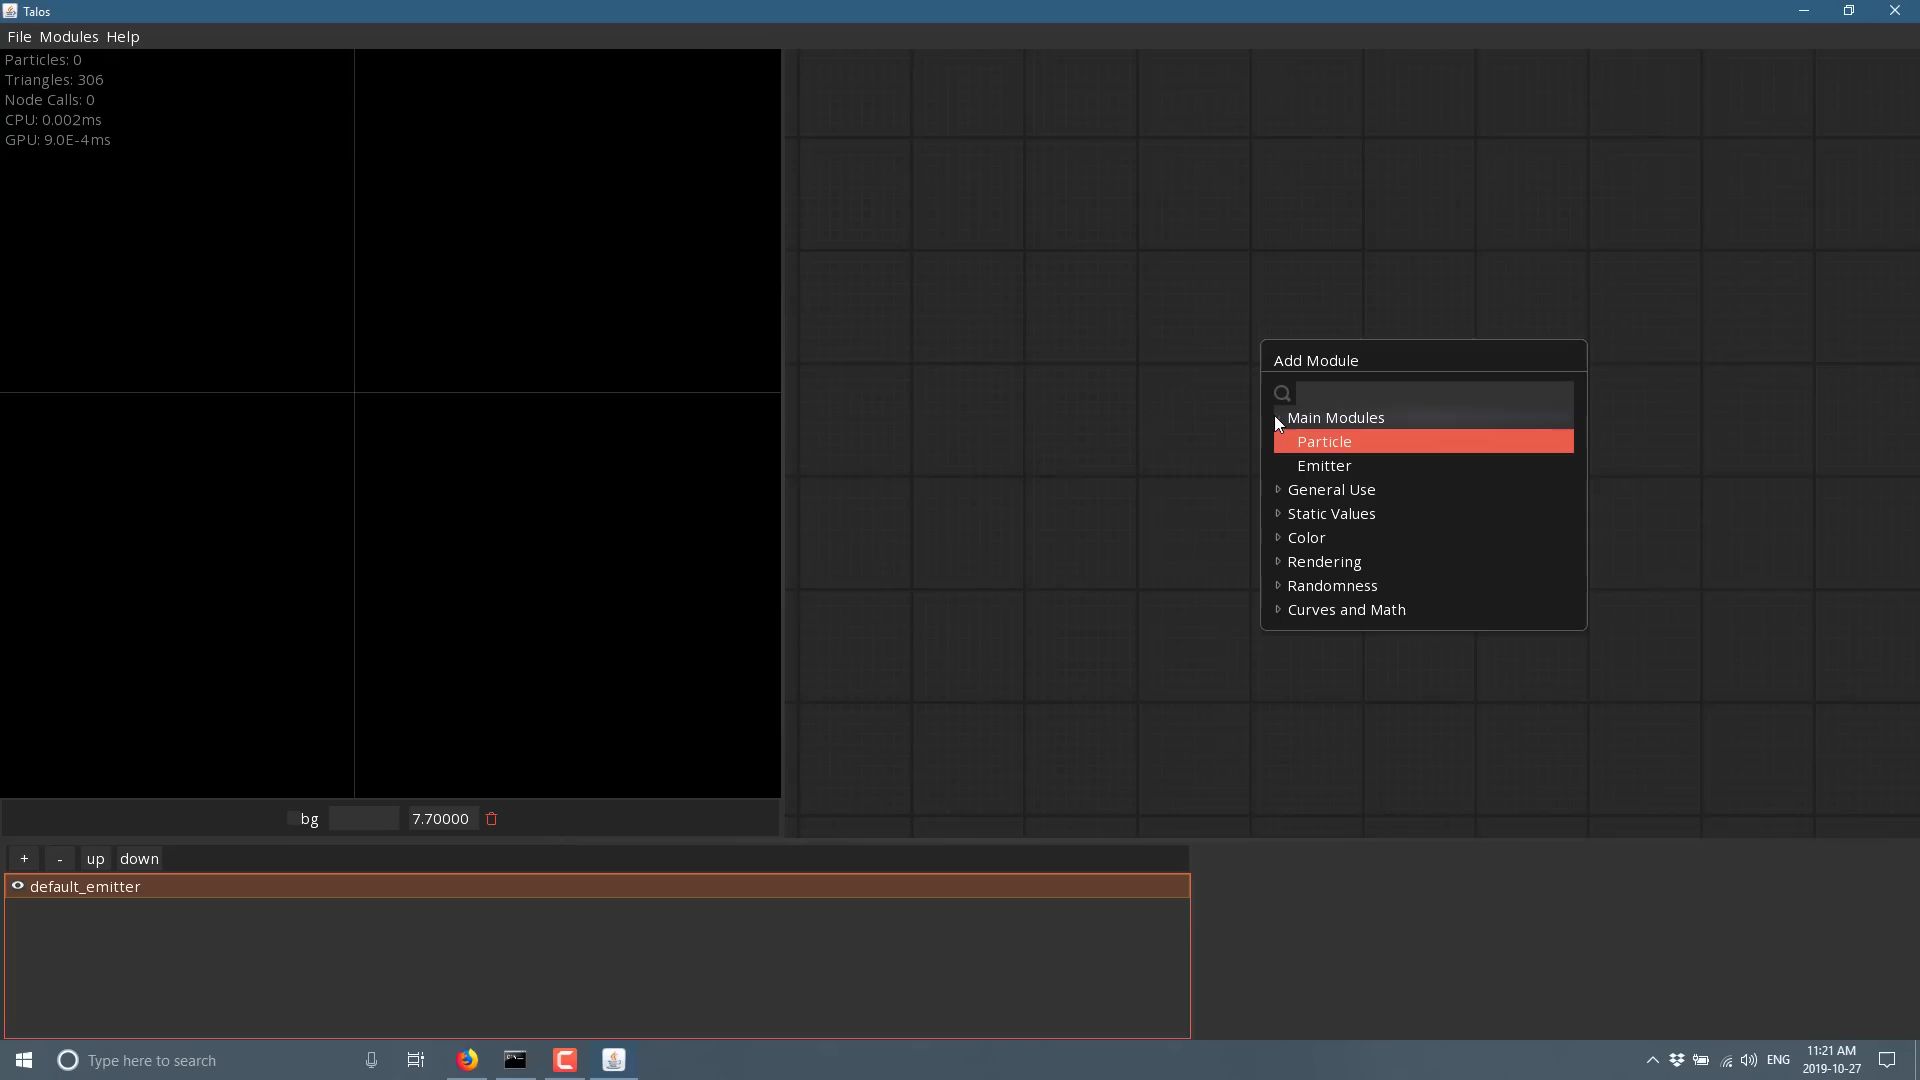 Talos
File Modules Help
Particles: 0
Triangles: 306
Node Calls: 0
CPU: 0.002ms
GPU: 9.0E-4ms
Add Module
Main Modules
Particle
Emitter
General Use
Static Values
Color
Rendering
Randomness
Curves and Math
bg 7.70000
+ - up down
default_emitter
Type here to search
ENG
11:21 AM
2019-10-27